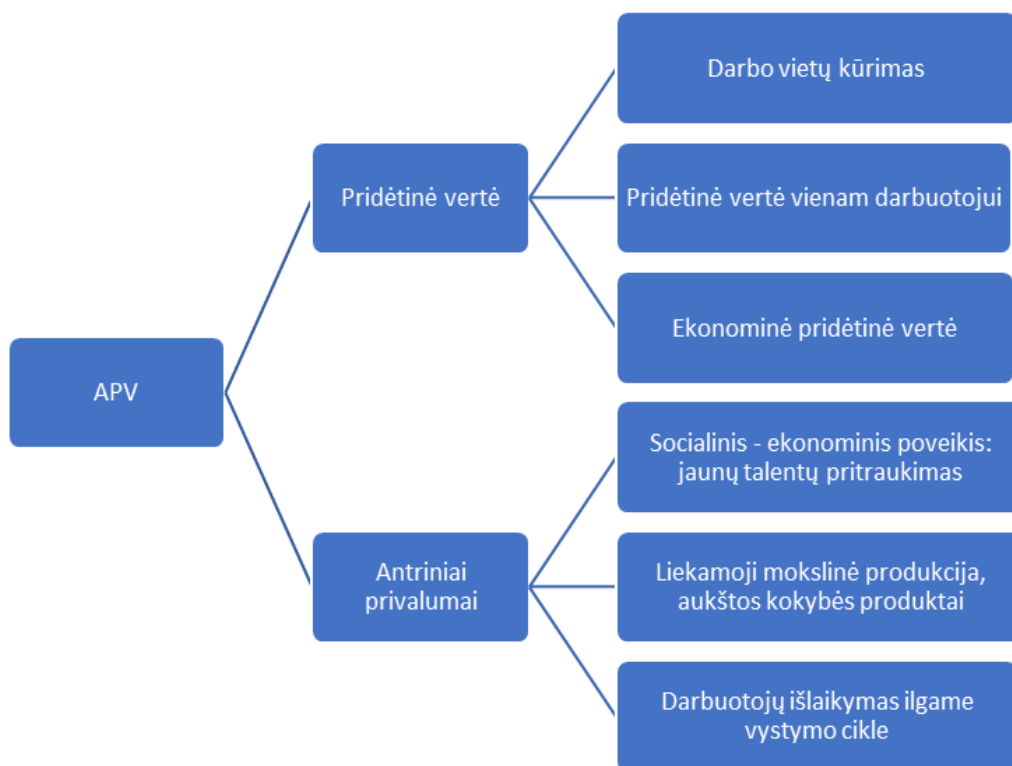 Darbo vietų kūrimas
Pridėtinė vertė
Pridėtinė vertė vienam darbuotojui
Ekonominė pridėtinė vertė
APV
Socialinis - ekonominis poveikis:
jaunų talentų pritraukimas
Antriniai
privalumai
Liekamoji mokslinė produkcija,
aukštos kokybės produktai
Darbuotojų išlaikymas ilgame
vystymo cikle